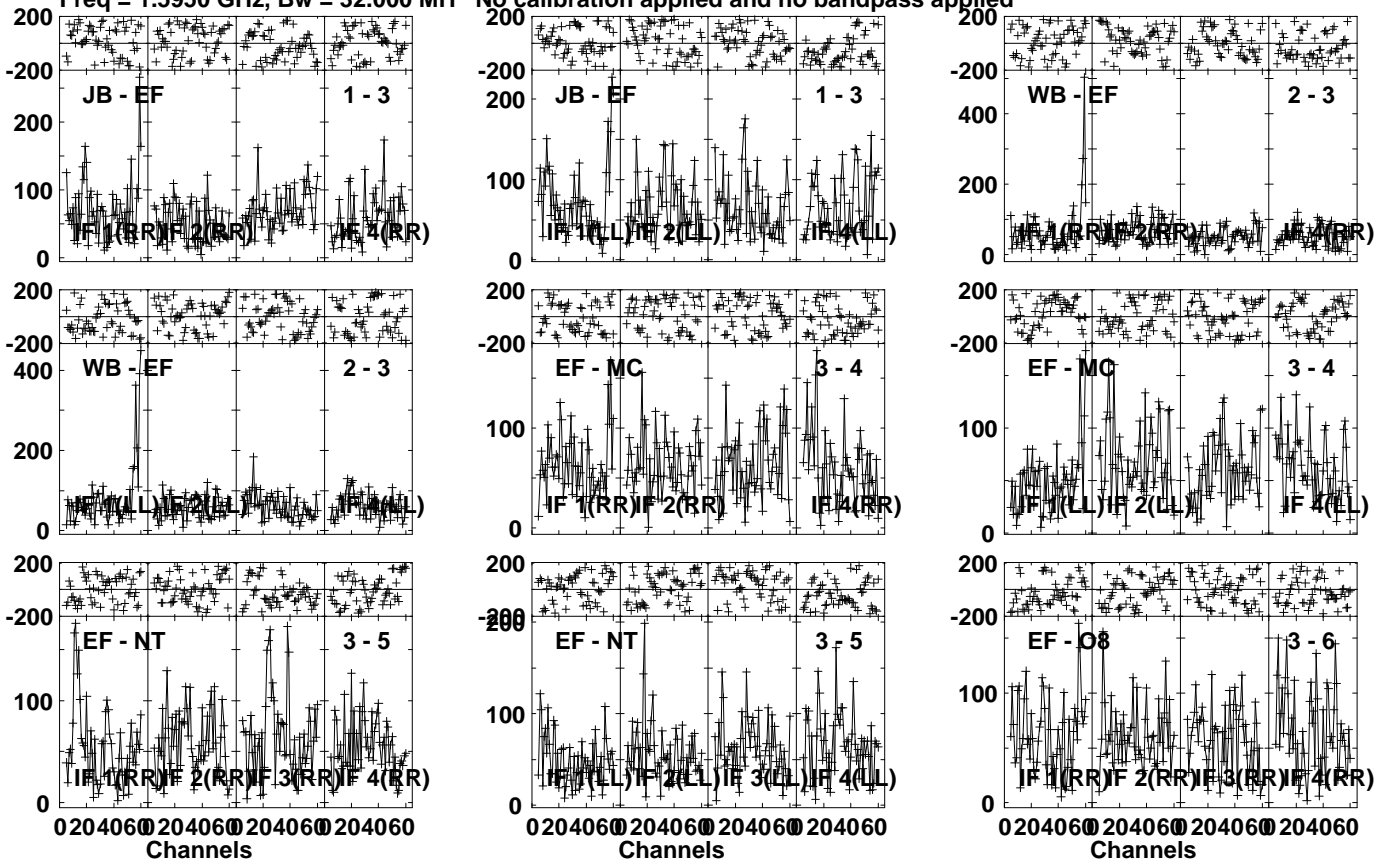 Freq = 1.5950 GHz, Bw = 32.000 MH No calibration applied and no bandpass applied
200
-200
JB - EF
1 - 3
200
100
0
IF 1(RR)
IF 2(RR)
IF 4(RR)
200
-200
JB - EF
1 - 3
200
100
0
IF 1(LL)
IF 2(LL)
IF 4(LL)
200
-200
WB - EF
2 - 3
400
200
0
IF 1(RR)
IF 2(RR)
IF 4(RR)
200
-200
WB - EF
2 - 3
400
200
0
IF 1(LL)
IF 2(LL)
IF 4(LL)
200
-200
EF - MC
3 - 4
100
0
IF 1(RR)
IF 2(RR)
IF 4(RR)
200
-200
EF - MC
3 - 4
100
0
IF 1(LL)
IF 2(LL)
IF 4(LL)
200
-200
EF - NT
3 - 5
100
0
IF 1(RR)
IF 2(RR)
IF 3(RR)
IF 4(RR)
0 20 40 60 0 20 40 60 0 20 40 60 0 20 40 60
Channels
200
-200
200
EF - NT
3 - 5
100
0
IF 1(LL)
IF 2(LL)
IF 3(LL)
IF 4(LL)
0 20 40 60 0 20 40 60 0 20 40 60 0 20 40 60
Channels
200
-200
EF - O8
3 - 6
100
0
IF 1(RR)
IF 2(RR)
IF 3(RR)
IF 4(RR)
0 20 40 60 0 20 40 60 0 20 40 60 0 20 40 60
Channels